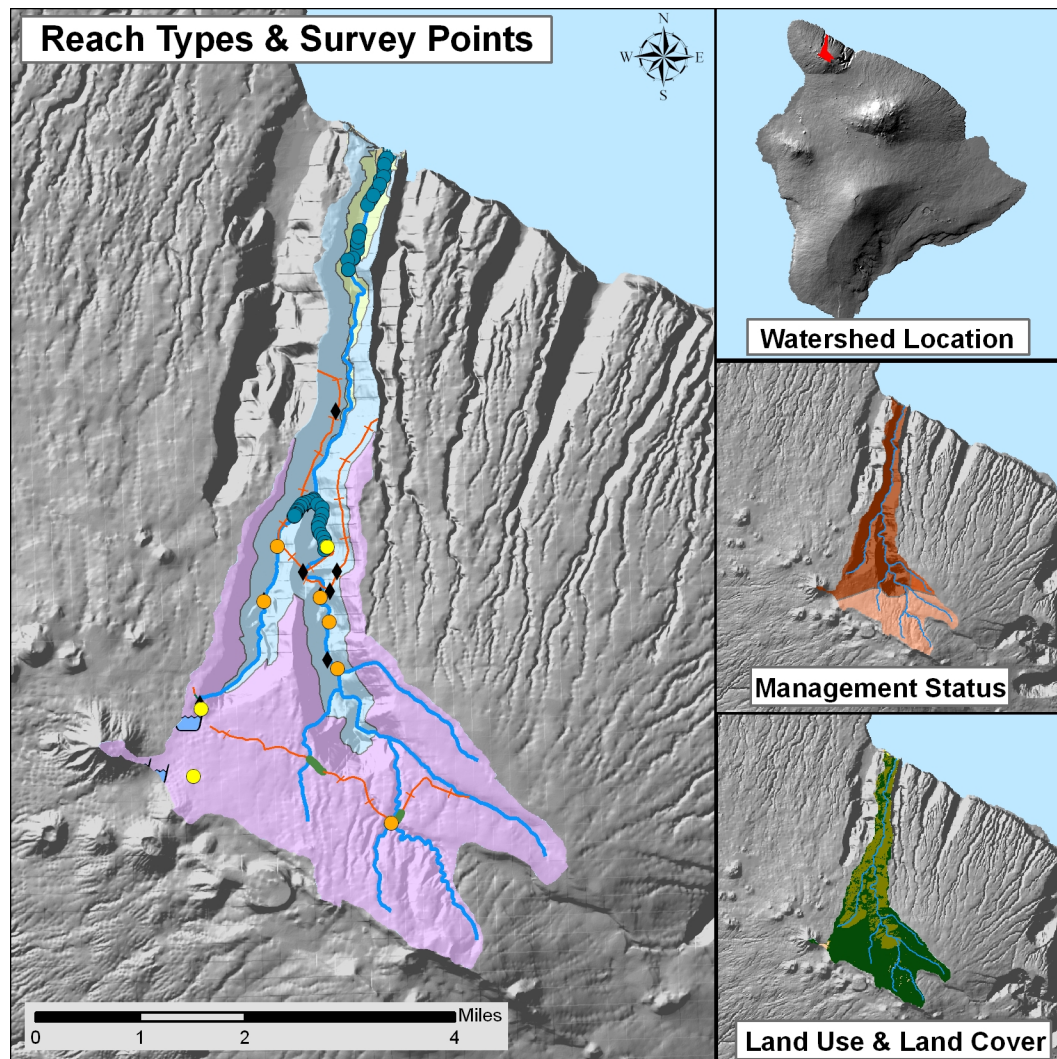 Reach Types & Survey Points
N
W E
S
Watershed Location
Management Status
Land Use & Land Cover
Miles
0 1 2 4